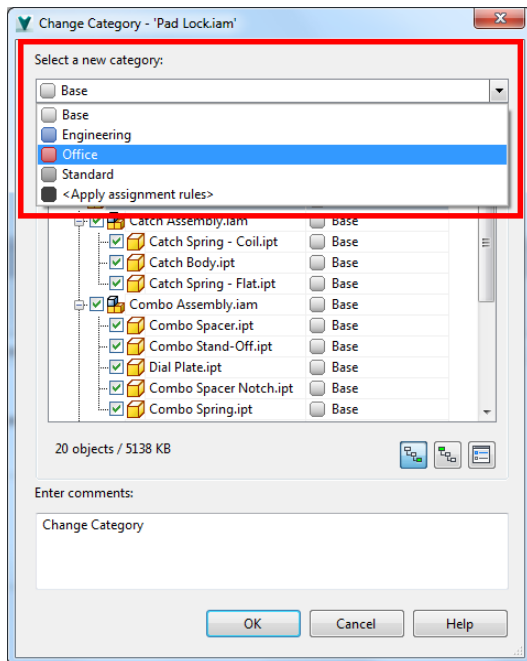 Change Category - 'Pad Lock.iam'
Select a new category:
Base
Base
Engineering
Office
Standard
<Apply assignment rules>
Catch Assembly.iam Base
Catch Spring - Coil.ipt Base
Catch Body.ipt Base
Catch Spring - Flat.ipt Base
Combo Assembly.iam Base
Combo Spacer.ipt Base
Combo Stand-Off.ipt Base
Dial Plate.ipt Base
Combo Spacer Notch.ipt Base
Combo Spring.ipt Base
20 objects / 5138 KB
Enter comments:
Change Category
OK Cancel Help